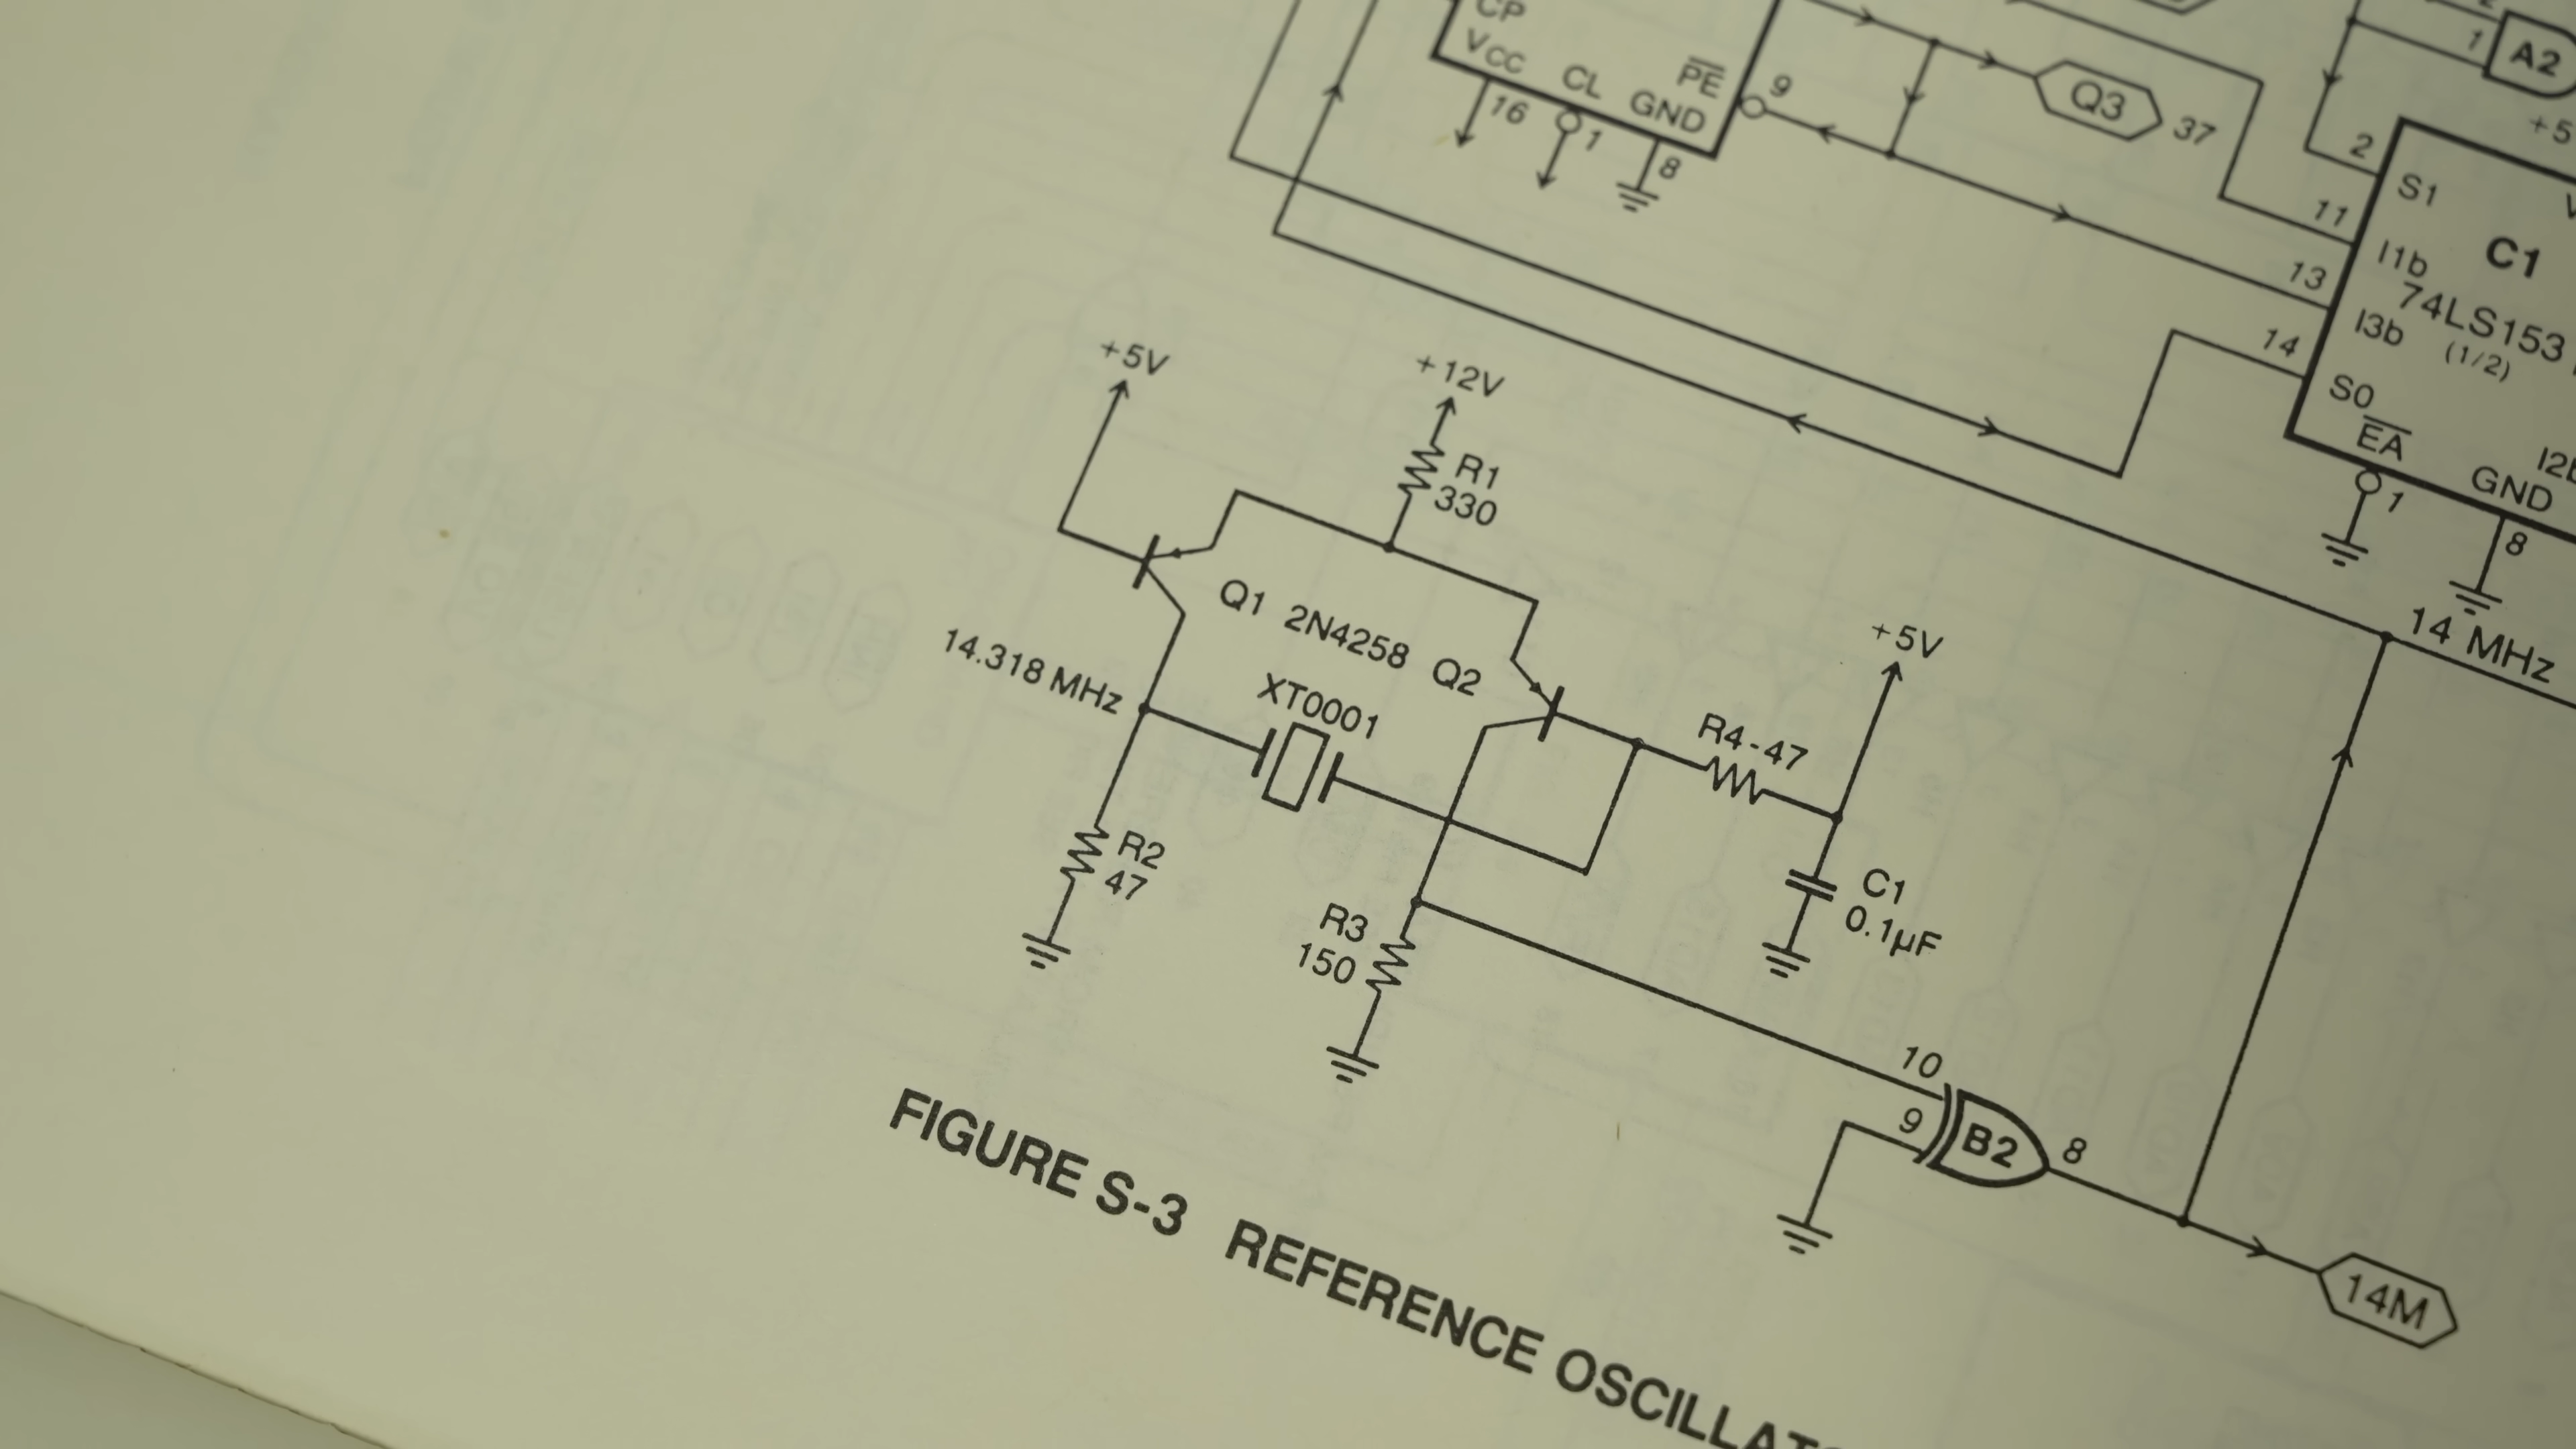 CP
VCC
CL
GND
PE
16
1
8
9
Q3
37
1
A2
+5
2
S1
11
I1b
C1
13
74LS153
I3b
(1/2)
14
S0
EA
GND
1
8
14 MHz
+5V
+12V
R1
330
Q1 2N4258 Q2
14.318 MHz
XT0001
+5V
R4-47
R2
47
C1
0.1µF
R3
150
10
9
B2
8
14M
FIGURE S-3 REFERENCE